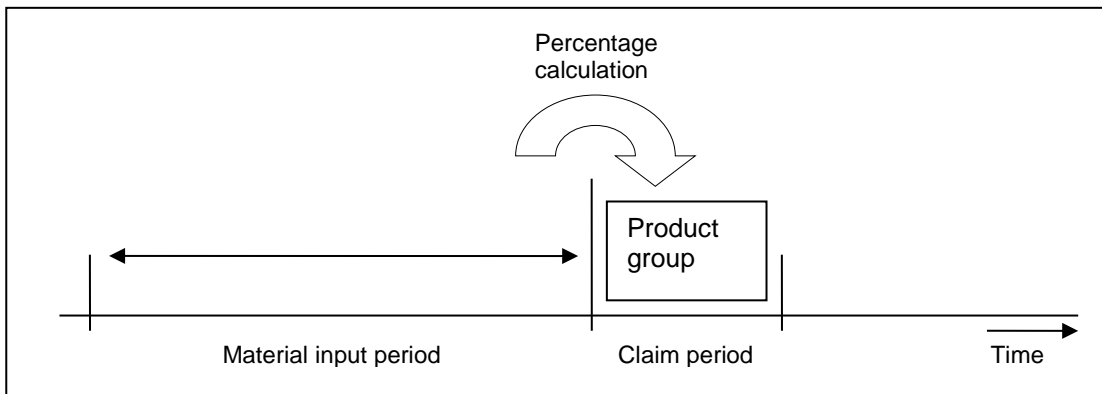 Percentage
calculation
Product
group
Material input period
Claim period
Time